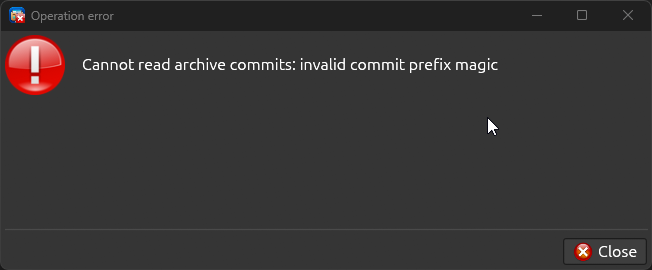 Operation error
Cannot read archive commits: invalid commit prefix magic
Close